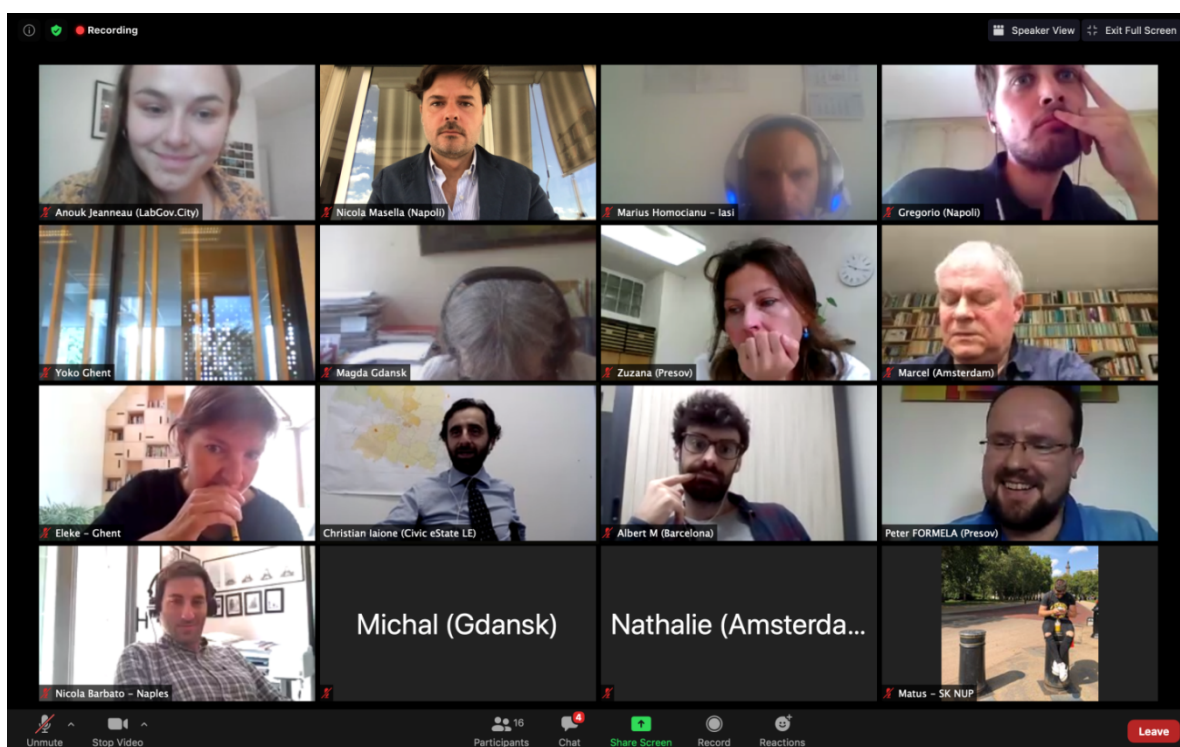 Recording
Speaker View
Exit Full Screen
Anouk Jeanneau (LabGov.City)
Nicola Masella (Napoli)
Marius Homocianu - Iasi
Gregorio (Napoli)
Yoko Ghent
Magda Gdansk
Zuzana (Presov)
Marcel (Amsterdam)
Eleke - Ghent
Christian Iaione (Civic eState LE)
Albert M (Barcelona)
Peter FORMELA (Presov)
Nicola Barbato - Naples
Michal (Gdansk)
Nathalie (Amsterda...
Matus - SK NUP
Unmute
Stop Video
16
Participants
4
Chat
Share Screen
Record
Reactions
Leave